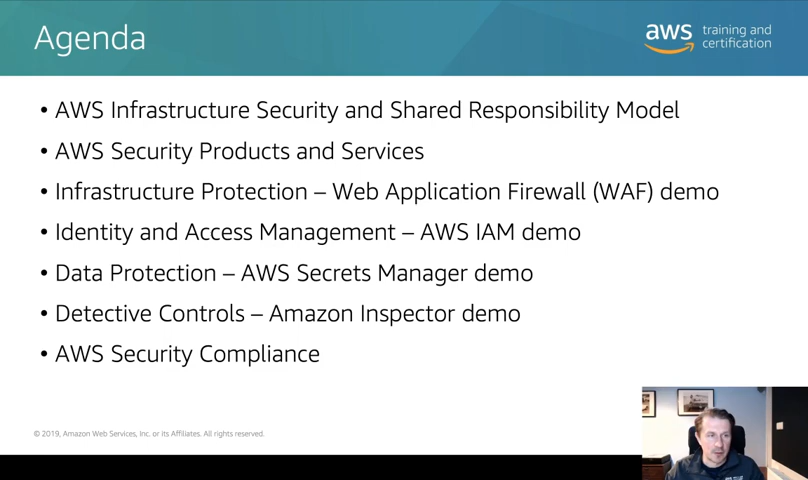 Agenda
aws training and
certification
• AWS Infrastructure Security and Shared Responsibility Model
• AWS Security Products and Services
• Infrastructure Protection – Web Application Firewall (WAF) demo
• Identity and Access Management – AWS IAM demo
• Data Protection – AWS Secrets Manager demo
• Detective Controls – Amazon Inspector demo
• AWS Security Compliance
© 2019, Amazon Web Services, Inc. or its Affiliates. All rights reserved.